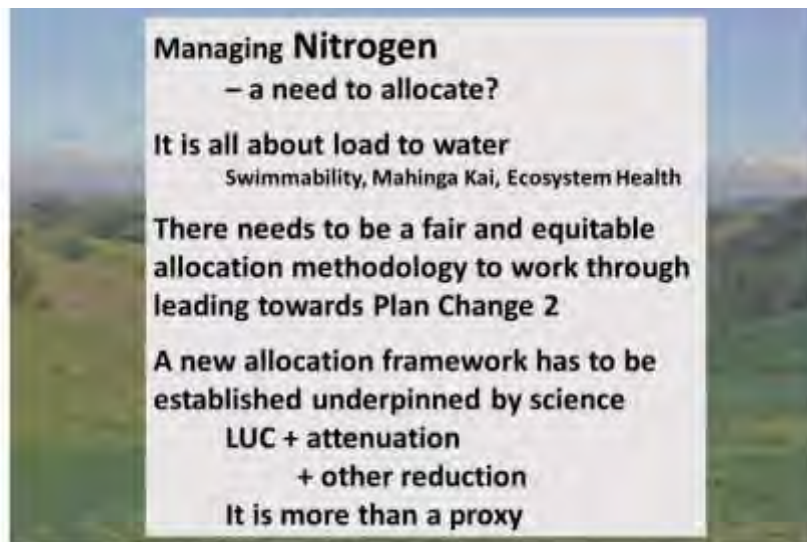 Managing Nitrogen
– a need to allocate?
It is all about load to water
Swimmability, Mahinga Kai, Ecosystem Health
There needs to be a fair and equitable
allocation methodology to work through
leading towards Plan Change 2
A new allocation framework has to be
established underpinned by science
LUC + attenuation
+ other reduction
It is more than a proxy